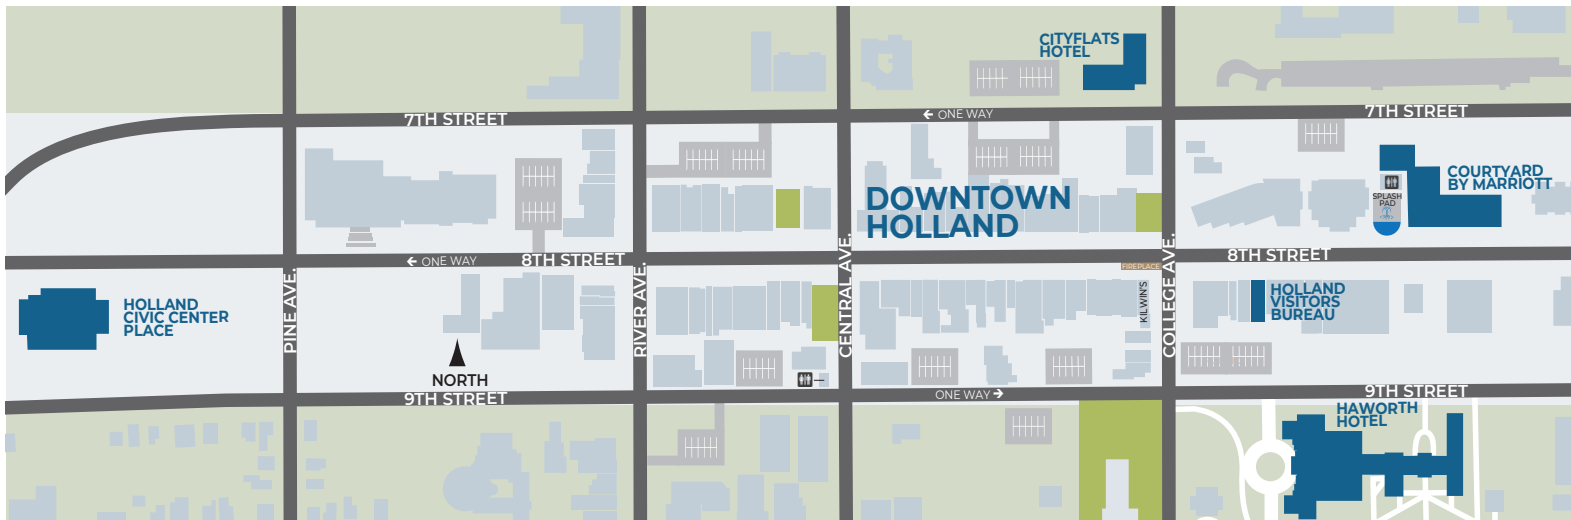 CITYFLATS
HOTEL
7TH STREET
← ONE WAY
7TH STREET
COURTYARD
BY MARRIOTT
SPLASH
PAD
DOWNTOWN
HOLLAND
← ONE WAY
8TH STREET
8TH STREET
FIREPLACE
HOLLAND
CIVIC CENTER
PLACE
PINE AVE.
RIVER AVE.
CENTRAL AVE.
COLLEGE AVE.
KILWIN'S
HOLLAND
VISITORS
BUREAU
NORTH
9TH STREET
ONE WAY →
9TH STREET
HAWORTH
HOTEL